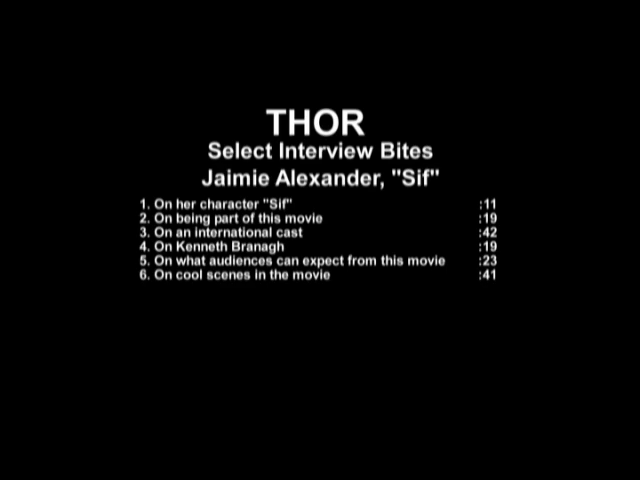 THOR
Select Interview Bites
Jaimie Alexander, "Sif"
1. On her character "Sif" :11
2. On being part of this movie :19
3. On an international cast :42
4. On Kenneth Branagh :19
5. On what audiences can expect from this movie :23
6. On cool scenes in the movie :41